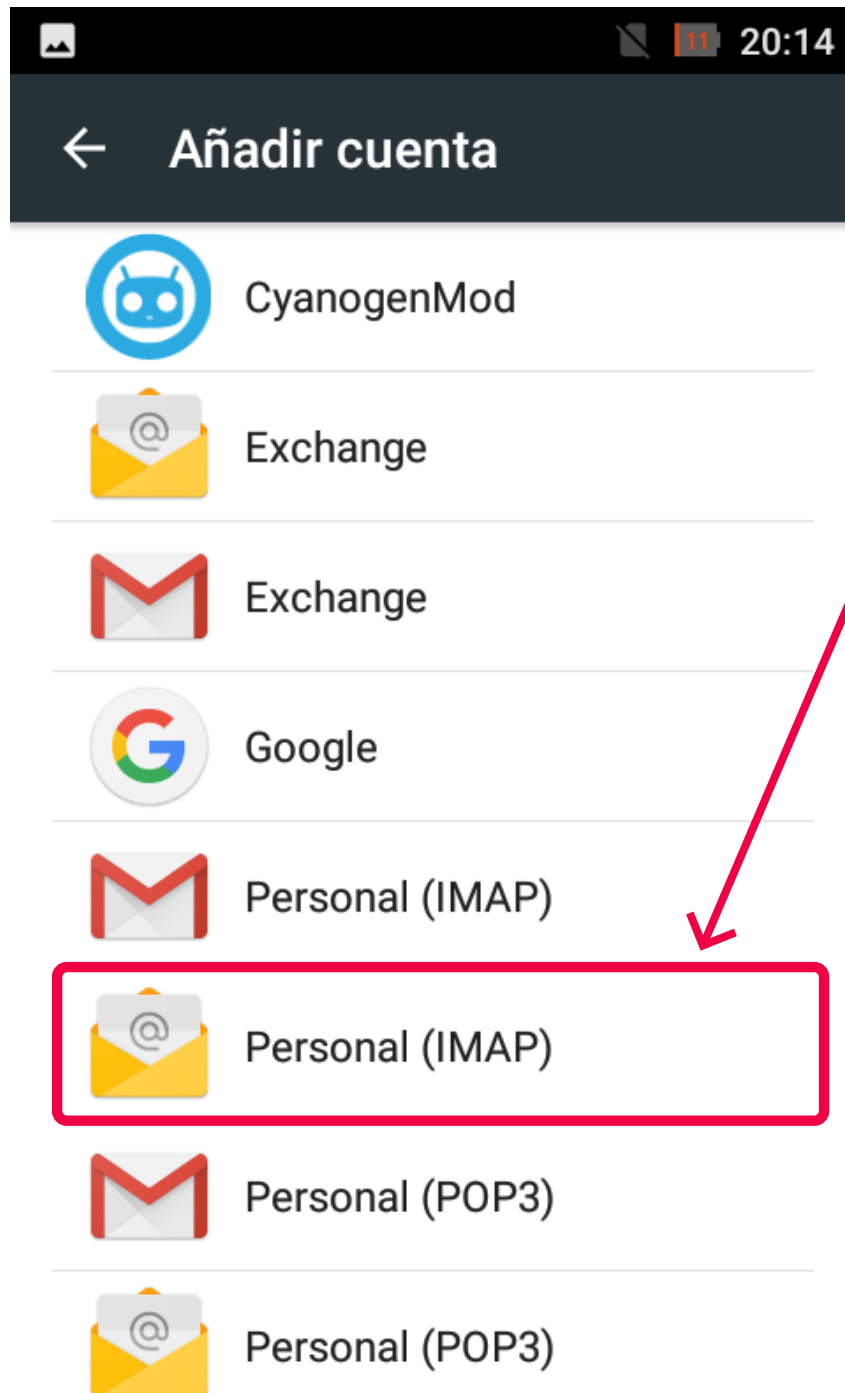 11 20:14
Añadir cuenta
CyanogenMod
@
Exchange
Exchange
G
Google
Personal (IMAP)
@
Personal (IMAP)
Personal (POP3)
@
Personal (POP3)